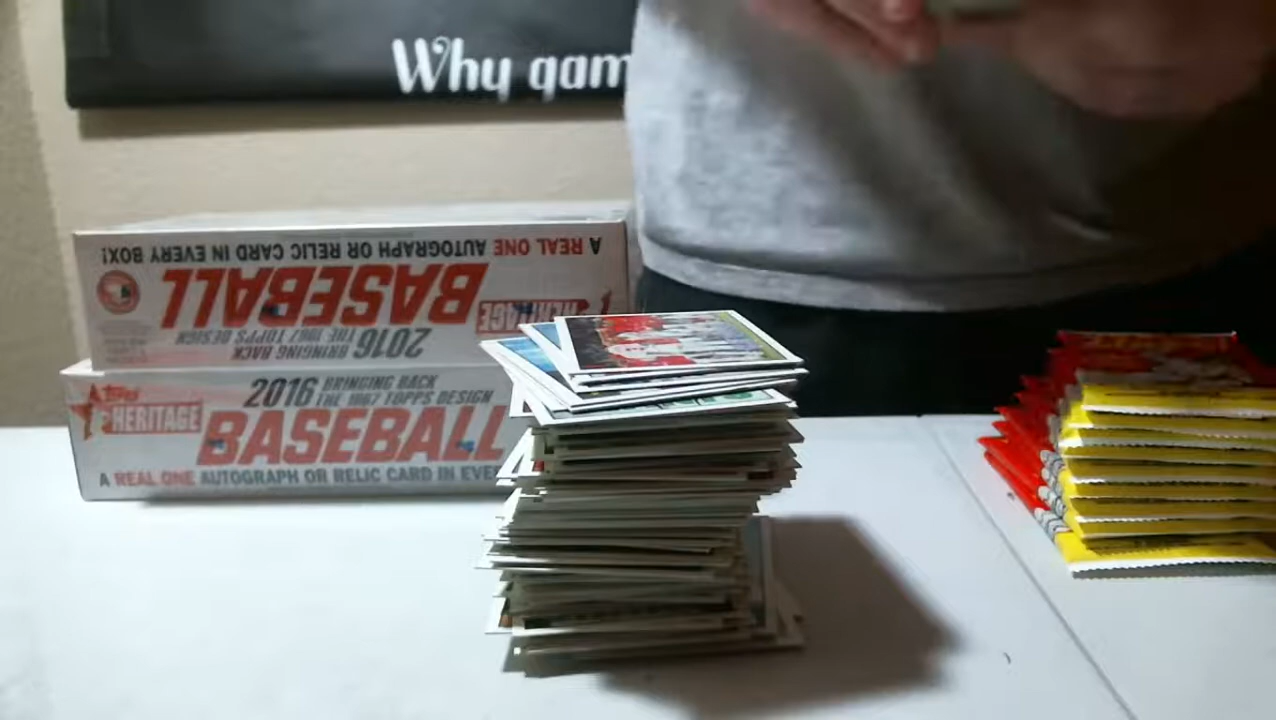 Why gam
A REAL ONE AUTOGRAPH OR RELIC CARD IN EVERY BOX!
BASEBALL
HERITAGE
2016 BRINGING BACK
THE 1967 TOPPS DESIGN
TOPPS
HERITAGE
2016 BRINGING BACK
THE 1967 TOPPS DESIGN
BASEBALL
A REAL ONE AUTOGRAPH OR RELIC CARD IN EVE